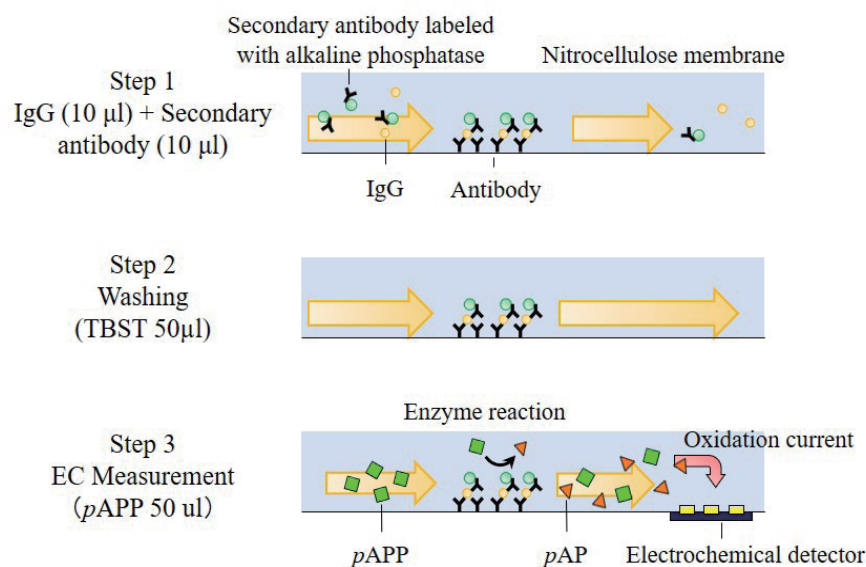 Secondary antibody labeled
with alkaline phosphatase
Nitrocellulose membrane
Step 1
IgG (10 μl) + Secondary
antibody (10 μl)
IgG
Antibody
Step 2
Washing
(TBST 50μl)
Enzyme reaction
Step 3
EC Measurement
(pAPP 50 ul)
Oxidation current
pAPP
pAP
Electrochemical detector